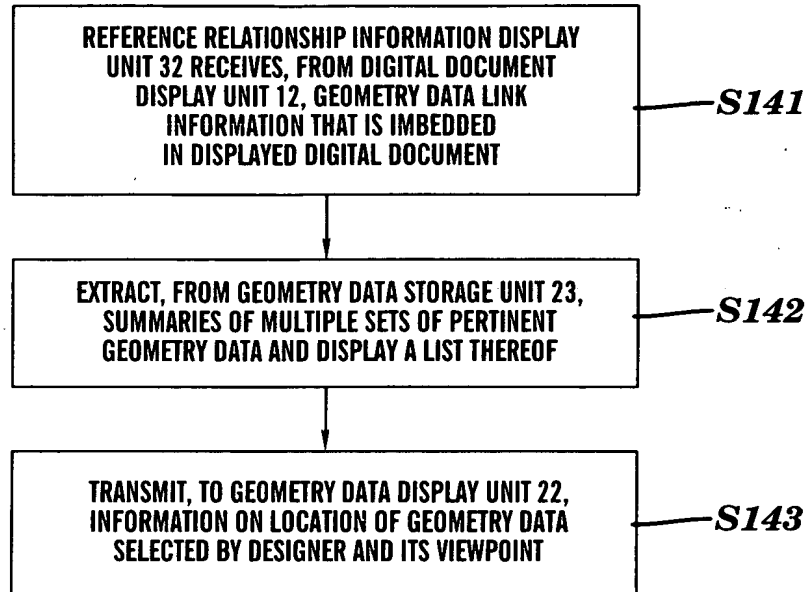 REFERENCE RELATIONSHIP INFORMATION DISPLAY
UNIT 32 RECEIVES, FROM DIGITAL DOCUMENT
DISPLAY UNIT 12, GEOMETRY DATA LINK
INFORMATION THAT IS IMBEDDED
IN DISPLAYED DIGITAL DOCUMENT
S141
EXTRACT, FROM GEOMETRY DATA STORAGE UNIT 23,
SUMMARIES OF MULTIPLE SETS OF PERTINENT
GEOMETRY DATA AND DISPLAY A LIST THEREOF
S142
TRANSMIT, TO GEOMETRY DATA DISPLAY UNIT 22,
INFORMATION ON LOCATION OF GEOMETRY DATA
SELECTED BY DESIGNER AND ITS VIEWPOINT
S143